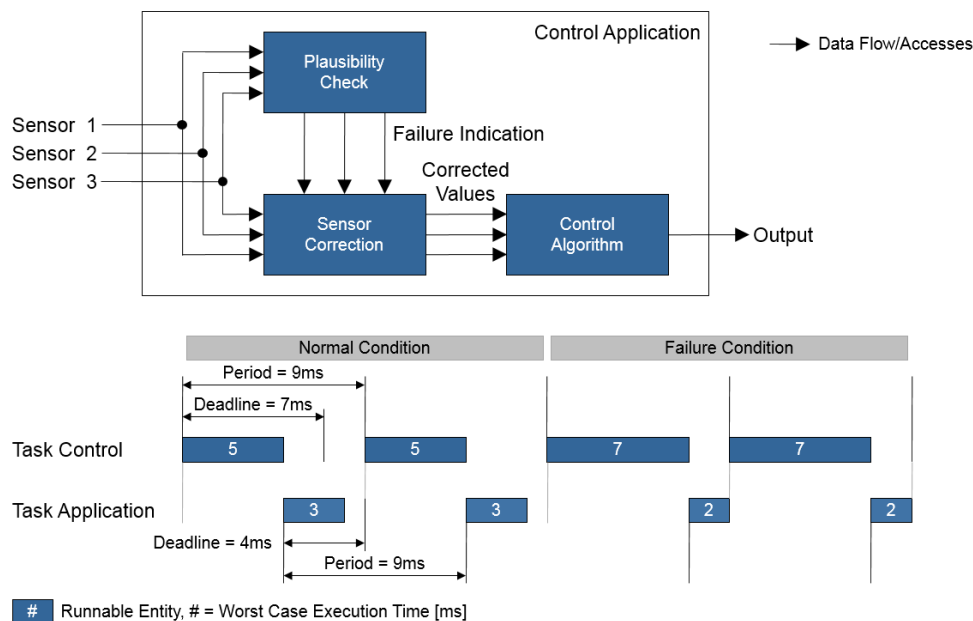 Control Application
Data Flow/Accesses
Plausibility
Check
Sensor 1
Sensor 2
Sensor 3
Failure Indication
Corrected
Values
Sensor
Correction
Control
Algorithm
Output
Normal Condition
Failure Condition
Period = 9ms
Deadline = 7ms
Task Control
5
5
7
7
Task Application
3
3
2
2
Deadline = 4ms
Period = 9ms
# Runnable Entity, # = Worst Case Execution Time [ms]